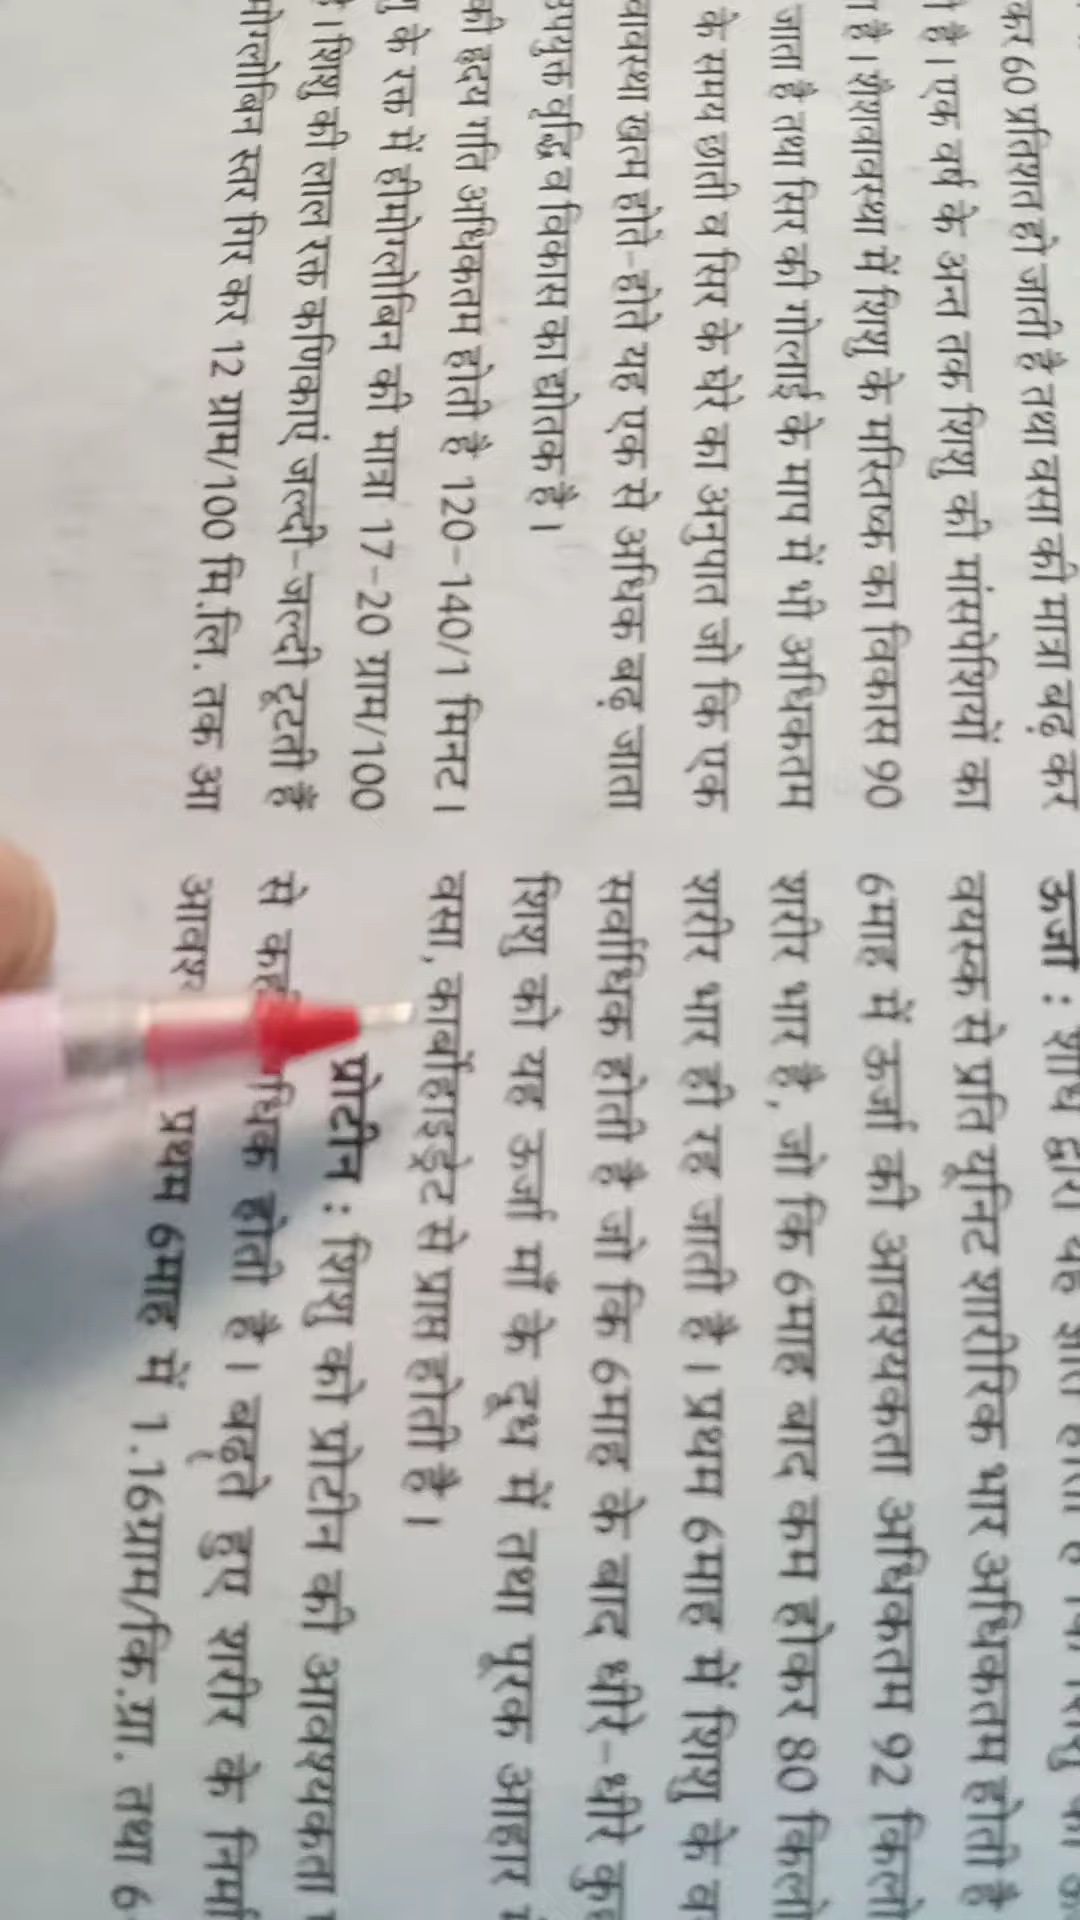 कर 60 प्रतिशत हो जाती है तथा वसा की मात्रा बढ़ कर
है। एक वर्ष के अन्त तक शिशु की मांसपेशियों का
है। शैशवावस्था में शिशु के मस्तिष्क का विकास 90
जाता है तथा सिर की गोलाई के माप में भी अधिकतम
के समय छाती व सिर के घेरे का अनुपात जो कि एक
खत्म होते-होते यह एक से अधिक बढ़ जाता
उपयुक्त वृद्धि व विकास का द्योतक है।
की हृदय गति अधिकतम होती है 120-140/1 मिनट।
के रक्त में हीमोग्लोबिन की मात्रा 17-20 ग्राम/100
है। शिशु की लाल रक्त कणिकाएं जल्दी-जल्दी टूटती हैं
स्तर गिर कर 12 ग्राम/100 मि.लि. तक आ
ऊर्जा : शोध द्वारा यह ज्ञात होता है कि शिशु की
वयस्क से प्रति यूनिट शारीरिक भार अधिकतम होती है
6माह में ऊर्जा की आवश्यकता अधिकतम 92 किलो
शरीर भार है, जो कि 6माह बाद कम होकर 80 किलो
शरीर भार ही रह जाती है। प्रथम 6माह में शिशु के
सर्वाधिक होती है जो कि 6माह के बाद धीरे-धीरे
शिशु को यह ऊर्जा माँ के दूध में तथा पूरक आहार
वसा, कार्बोहाइड्रेट से प्राप्त होती है।
प्रोटीन : शिशु को प्रोटीन की आवश्यकता
से होती है। बढ़ते हुए शरीर के
प्रथम 6माह में 1.16ग्राम/कि.ग्रा. तथा 6